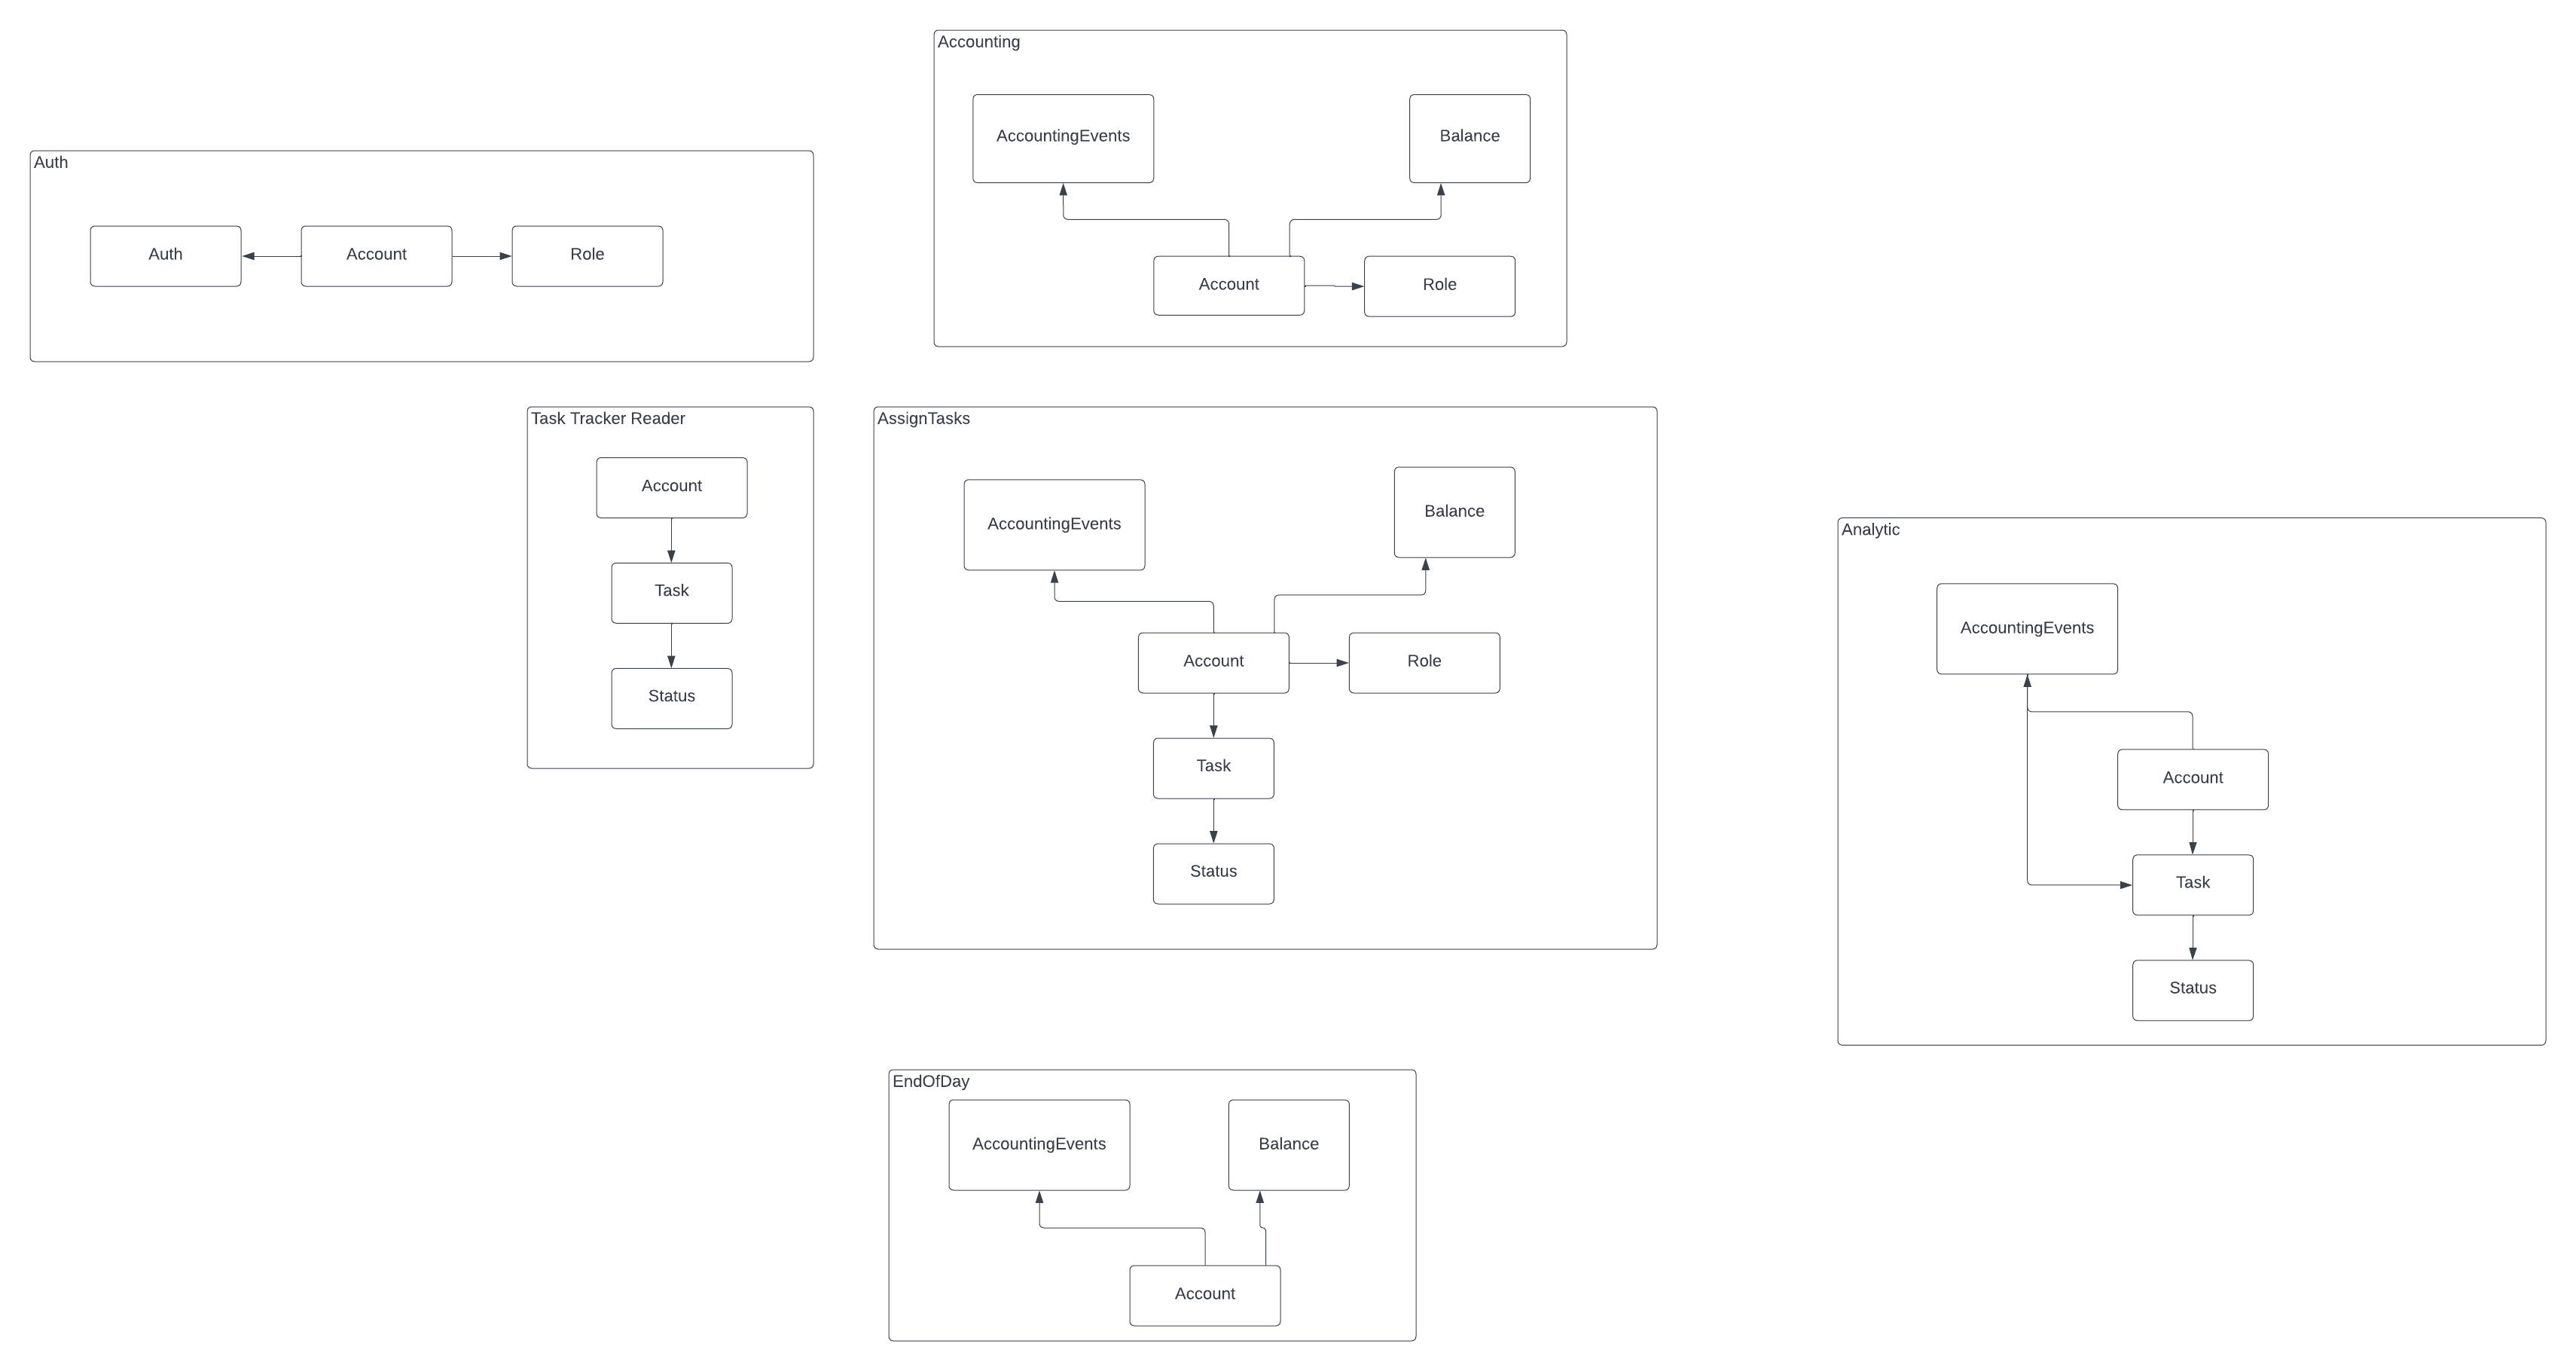 Accounting
AccountingEvents
Balance
Account
Role
Auth
Auth
Account
Role
Task Tracker Reader
Account
Task
Status
AssignTasks
AccountingEvents
Balance
Account
Role
Task
Status
Analytic
AccountingEvents
Account
Task
Status
EndOfDay
AccountingEvents
Balance
Account